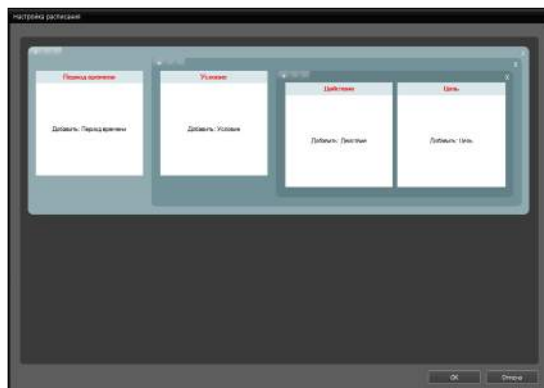 Настройка расписания
x
x
x
Период времени
Условие
Действие
Цель
Добавить: Период времени
Добавить: Условие
Добавить: Действие
Добавить: Цель
OK
Отмена